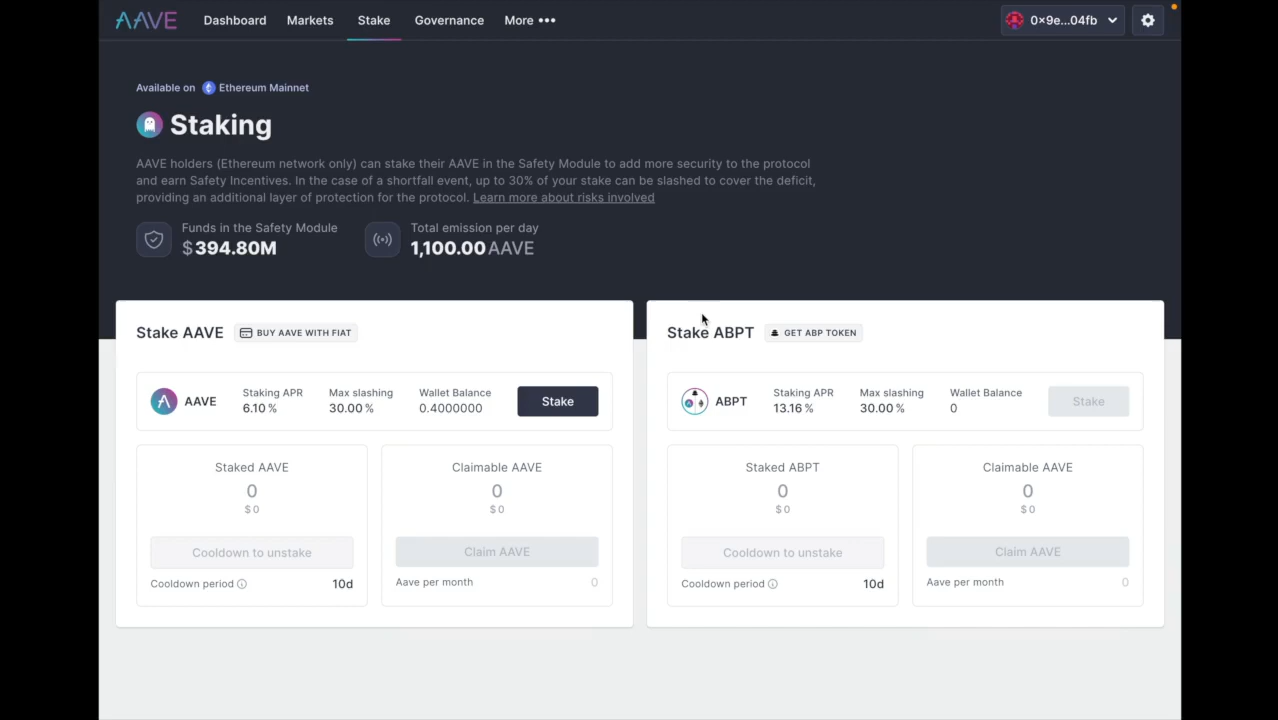 AAVE
Dashboard
Markets
Stake
Governance
More •••
0×9e...04fb
Available on Ethereum Mainnet
Staking
AAVE holders (Ethereum network only) can stake their AAVE in the Safety Module to add more security to the protocol
and earn Safety Incentives. In the case of a shortfall event, up to 30% of your stake can be slashed to cover the deficit,
providing an additional layer of protection for the protocol. Learn more about risks involved
Funds in the Safety Module
$394.80M
Total emission per day
1,100.00 AAVE
Stake AAVE
BUY AAVE WITH FIAT
AAVE
Staking APR
6.10 %
Max slashing
30.00 %
Wallet Balance
0.4000000
Stake
Staked AAVE
0
$ 0
Cooldown to unstake
Cooldown period
10d
Claimable AAVE
0
$ 0
Claim AAVE
Aave per month
0
Stake ABPT
GET ABP TOKEN
ABPT
Staking APR
13.16 %
Max slashing
30.00 %
Wallet Balance
0
Stake
Staked ABPT
0
$ 0
Cooldown to unstake
Cooldown period
10d
Claimable AAVE
0
$ 0
Claim AAVE
Aave per month
0